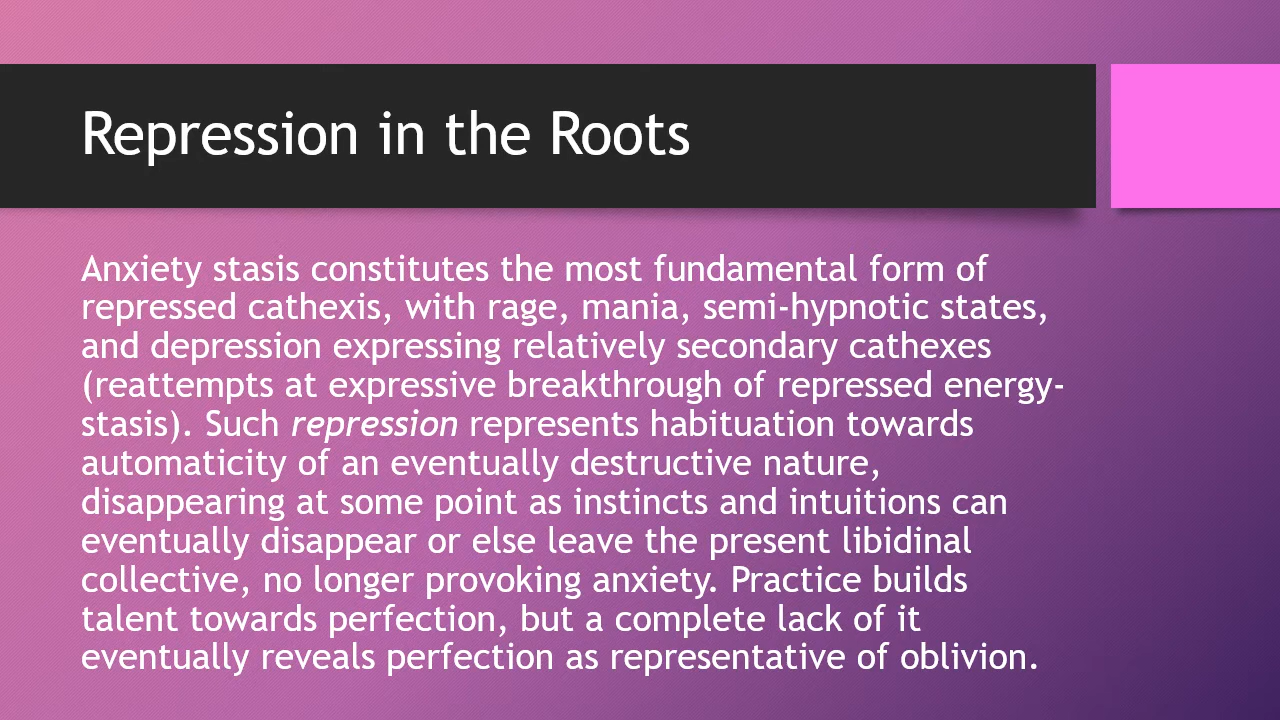 Repression in the Roots
Anxiety stasis constitutes the most fundamental form of
repressed cathexis, with rage, mania, semi-hypnotic states,
and depression expressing relatively secondary cathexes
(reattempts at expressive breakthrough of repressed energy-
stasis). Such repression represents habituation towards
automaticity of an eventually destructive nature,
disappearing at some point as instincts and intuitions can
eventually disappear or else leave the present libidinal
collective, no longer provoking anxiety. Practice builds
talent towards perfection, but a complete lack of it
eventually reveals perfection as representative of oblivion.